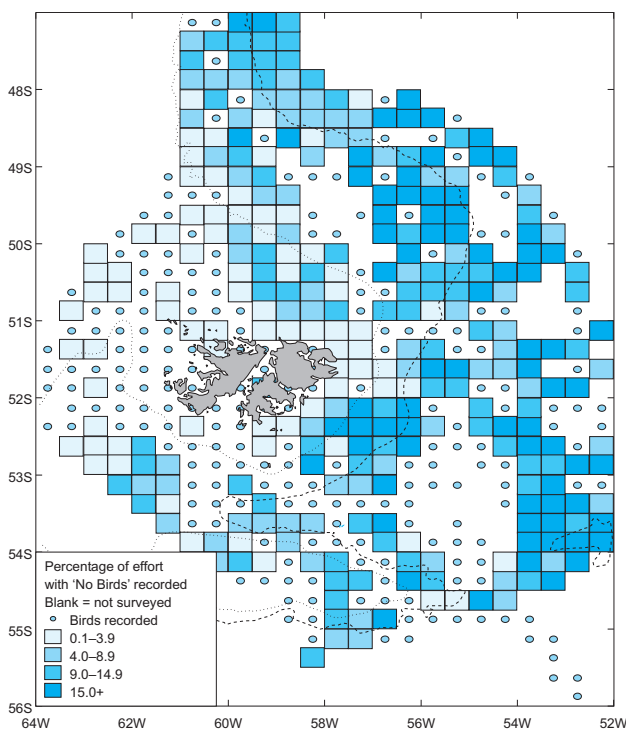 48S
49S
50S
51S
52S
53S
54S
55S
56S
Percentage of effort
with ‘No Birds’ recorded
Blank = not surveyed
Birds recorded
0.1–3.9
4.0–8.9
9.0–14.9
15.0+
64W 62W 60W 58W 56W 54W 52W